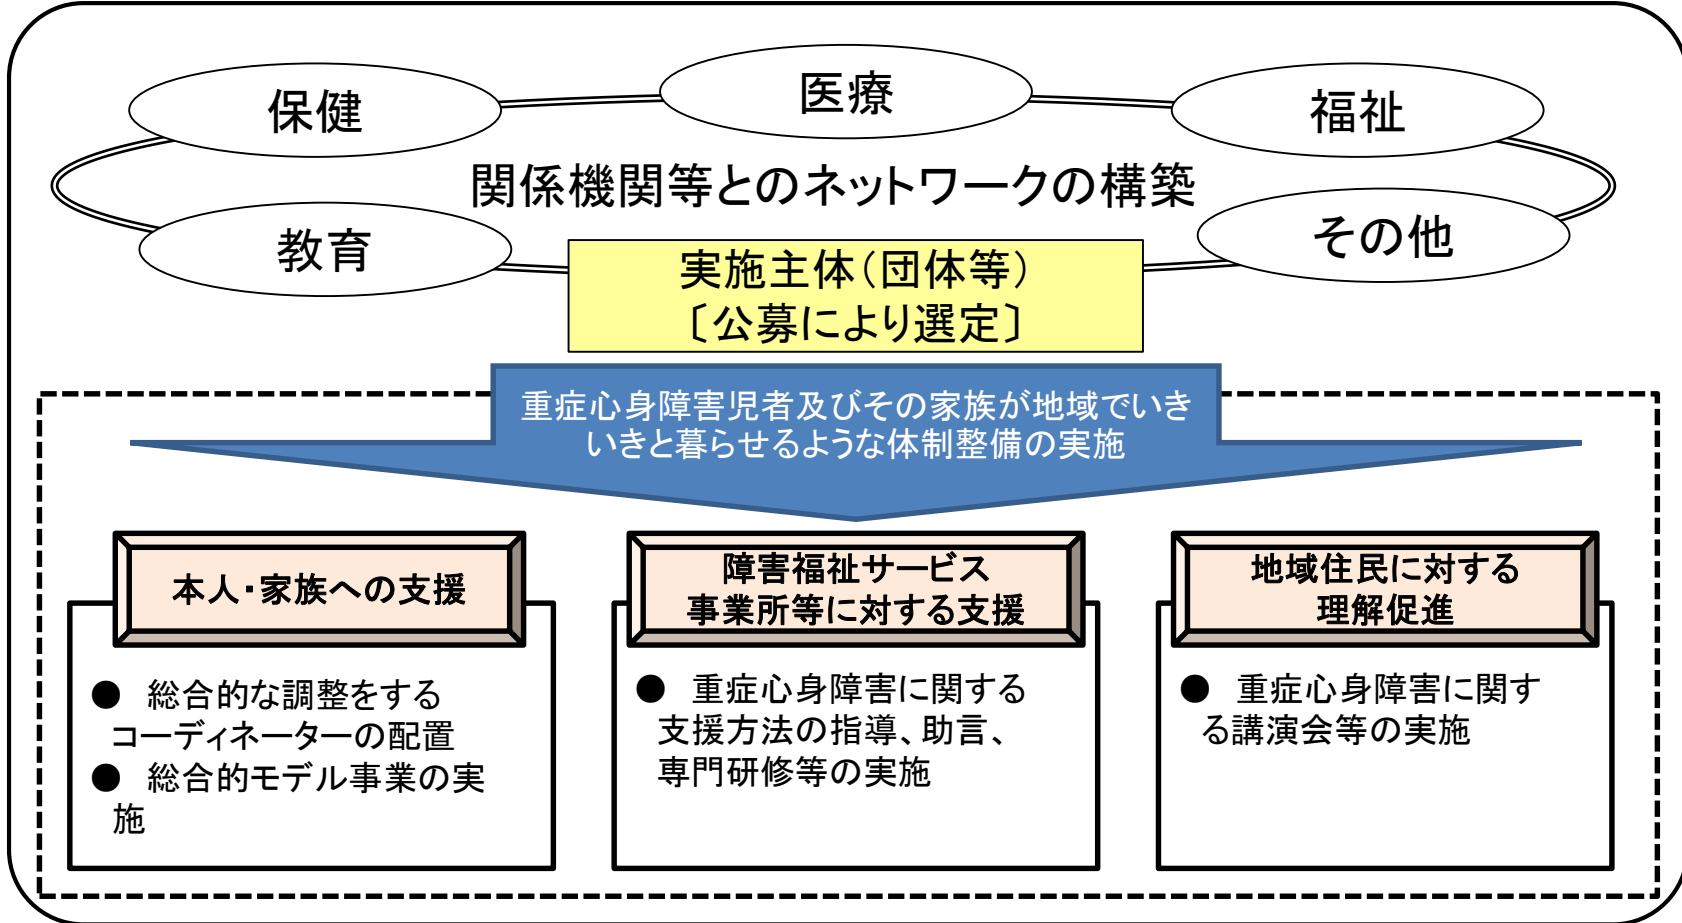 保健
医療
福祉
関係機関等とのネットワークの構築
教育
その他
実施主体(団体等)
〔公募により選定〕
重症心身障害児者及びその家族が地域でいき
いきと暮らせるような体制整備の実施
本人・家族への支援
● 総合的な調整をする
コーディネーターの配置
● 総合的モデル事業の実
施
障害福祉サービス
事業所等に対する支援
● 重症心身障害に関する
支援方法の指導、助言、
専門研修等の実施
地域住民に対する
理解促進
● 重症心身障害に関す
る講演会等の実施